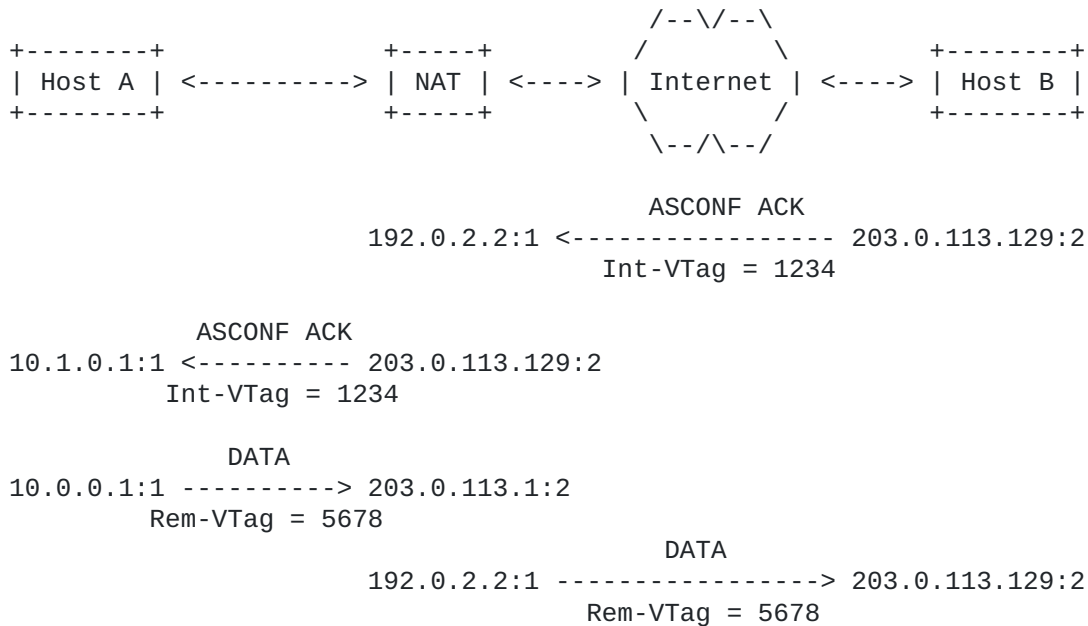 /--\/--\
+--------+              +-----+         /        \         +--------+
| Host A | <----------> | NAT | <----> | Internet | <----> | Host B |
+--------+              +-----+         \        /         +--------+
                                         \--/\--/
                                         ASCONF ACK
                       192.0.2.2:1 <----------------- 203.0.113.129:2
                                      Int-VTag = 1234
            ASCONF ACK
10.1.0.1:1 <---------- 203.0.113.129:2
          Int-VTag = 1234
              DATA
10.0.0.1:1 ----------> 203.0.113.1:2
         Rem-VTag = 5678
                                          DATA
                       192.0.2.2:1 -----------------> 203.0.113.129:2
                                     Rem-VTag = 5678